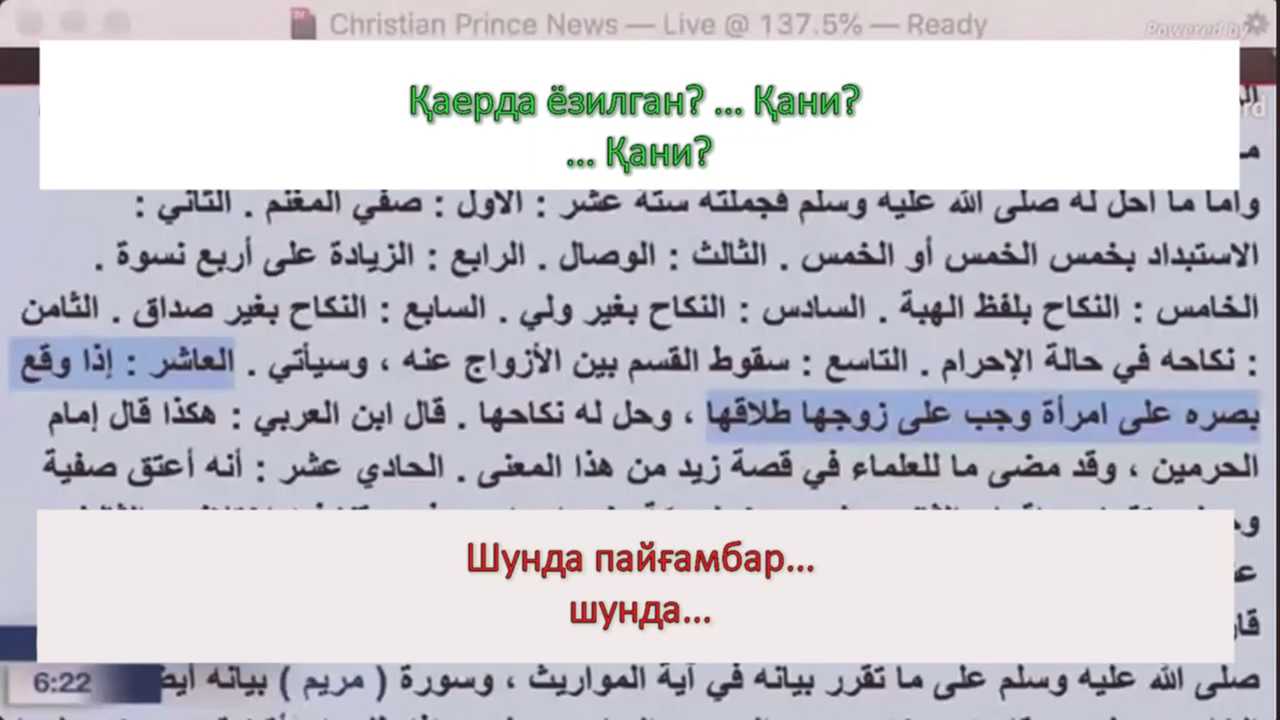 Christian Prince News — Live @ 137.5% — Ready
Powered by
Қаерда ёзилган? ... Қани?
... Қани?
وأما ما أحل له صلى الله عليه وسلم فجملته ستة عشر : الأول : صفي المغنم . الثاني :
الاستبداد بخمس الخمس أو الخمس . الثالث : الوصال . الرابع : الزيادة على أربع نسوة .
الخامس : النكاح بلفظ الهبة . السادس : النكاح بغير ولي . السابع : النكاح بغير صداق . الثامن
: نكاحه في حالة الإحرام . التاسع : سقوط القسم بين الأزواج عنه ، وسيأتي . العاشر : إذا وقع
بصره على امرأة وجب على زوجها طلاقها ، وحل له نكاحها . قال ابن العربي : هكذا قال إمام
الحرمين ، وقد مضى ما للعلماء في قصة زيد من هذا المعنى . الحادي عشر : أنه أعتق صفية
Шунда пайғамбар...
шунда...
صلى الله عليه وسلم على ما تقرر بيانه في آية المواريث ، وسورة ( مريم ) بيانه
6:22